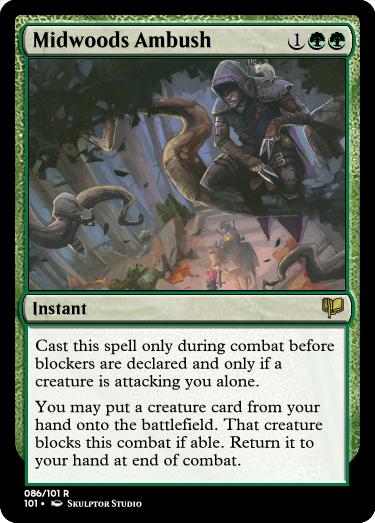 Midwoods Ambush 1
Instant
Cast this spell only during combat before
blockers are declared and only if a
creature is attacking you alone.
You may put a creature card from your
hand onto the battlefield. That creature
blocks this combat if able. Return it to
your hand at end of combat.
086/101 R
101 • Skulptor Studio